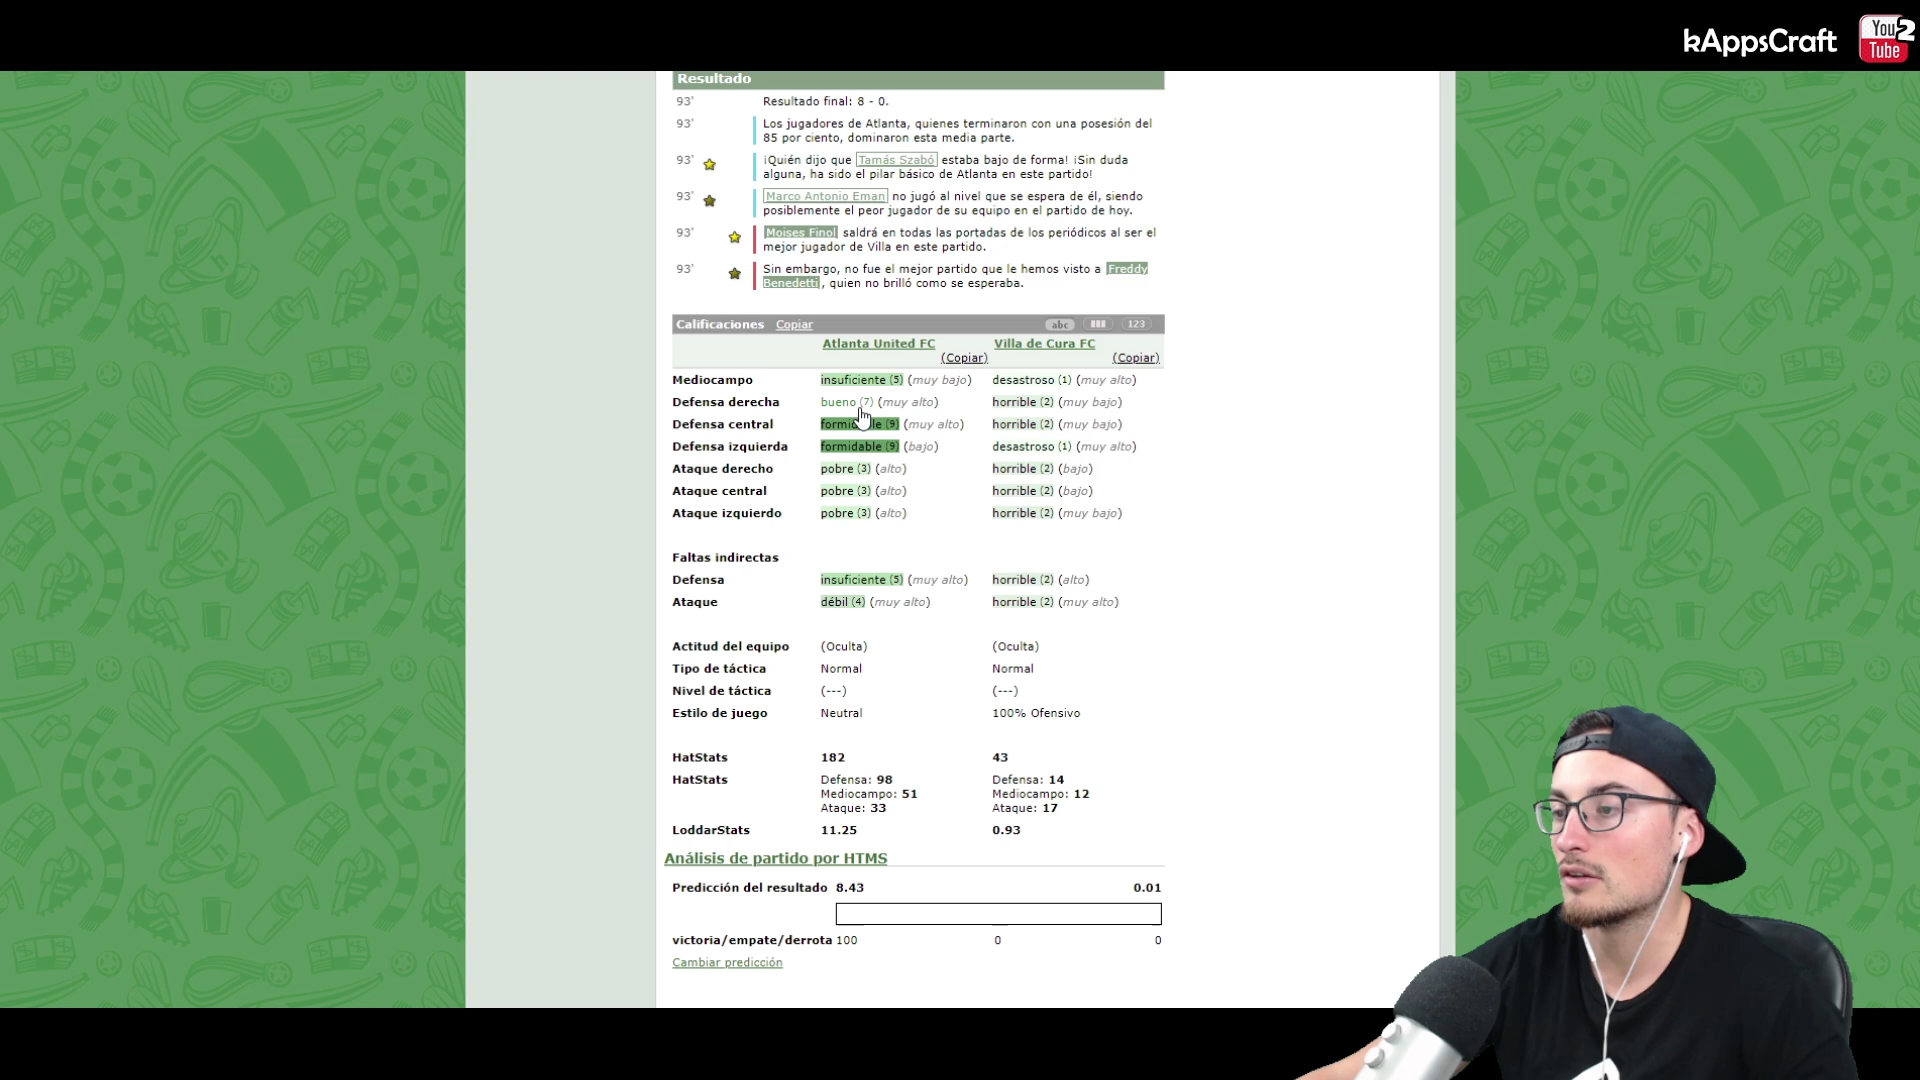 kAppsCraft
You2
Tube
Resultado
93' Resultado final: 8 - 0.
93' Los jugadores de Atlanta, quienes terminaron con una posesión del
85 por ciento, dominaron esta media parte.
93' ¡Quién dijo que Tamás Szabó estaba bajo de forma! ¡Sin duda
alguna, ha sido el pilar básico de Atlanta en este partido!
93' Marco Antonio Eman no jugó al nivel que se espera de él, siendo
posiblemente el peor jugador de su equipo en el partido de hoy.
93' Moises Finol saldrá en todas las portadas de los periódicos al ser el
mejor jugador de Villa en este partido.
93' Sin embargo, no fue el mejor partido que le hemos visto a Freddy
Benedetti, quien no brilló como se esperaba.
Calificaciones Copiar abc 123
Atlanta United FC Villa de Cura FC
(Copiar) (Copiar)
Mediocampo insuficiente (5) (muy bajo) desastroso (1) (muy alto)
Defensa derecha bueno (7) (muy alto) horrible (2) (muy bajo)
Defensa central (9) (muy alto) horrible (2) (muy bajo)
Defensa izquierda formidable (9) (bajo) desastroso (1) (muy alto)
Ataque derecho pobre (3) (alto) horrible (2) (bajo)
Ataque central pobre (3) (alto) horrible (2) (bajo)
Ataque izquierdo pobre (3) (alto) horrible (2) (muy bajo)
Faltas indirectas
Defensa insuficiente (5) (muy alto) horrible (2) (alto)
Ataque débil (4) (muy alto) horrible (2) (muy alto)
Actitud del equipo (Oculta) (Oculta)
Tipo de táctica Normal Normal
Nivel de táctica (---) (---)
Estilo de juego Neutral 100% Ofensivo
HatStats 182 43
HatStats Defensa: 98 Defensa: 14
Mediocampo: 51 Mediocampo: 12
Ataque: 33 Ataque: 17
LoddarStats 11.25 0.93
Análisis de partido por HTMS
Predicción del resultado 8.43 0.01
victoria/empate/derrota 100 0 0
Cambiar predicción